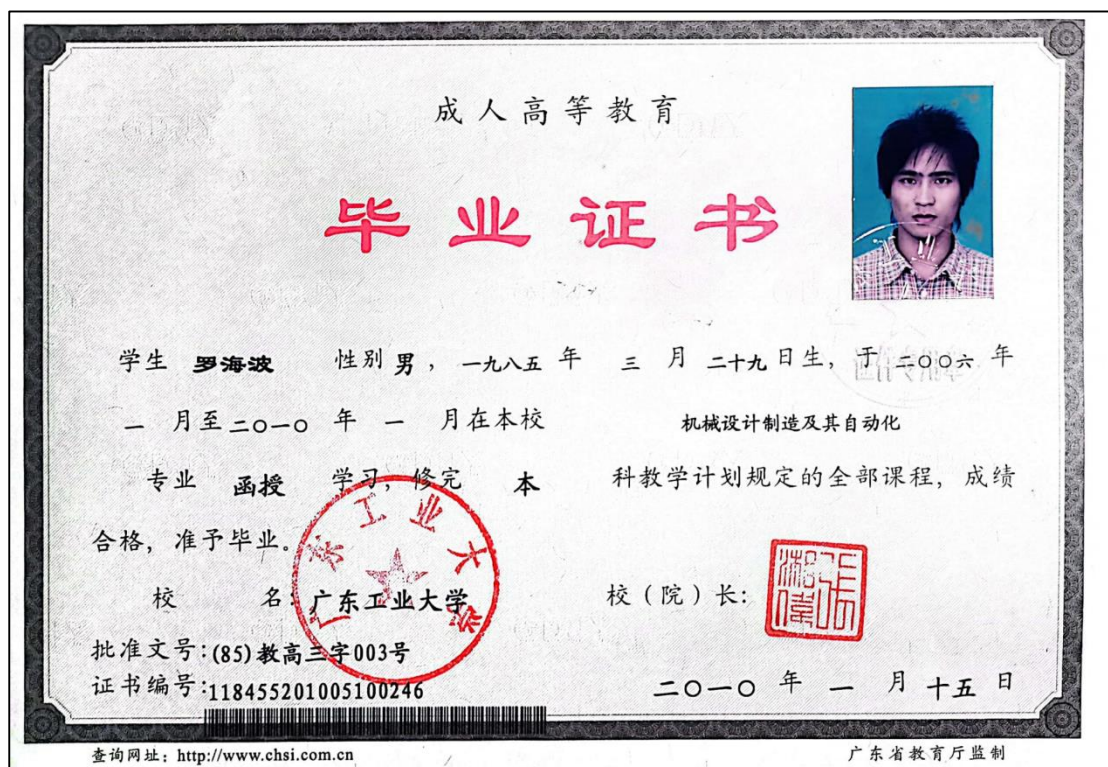 成人高等教育
毕业证书
学生 罗海波 性别 男，一九八五 年 三 月 二十九 日生，于 二〇〇六 年
一 月至 二〇一〇 年 一 月在本校 机械设计制造及其自动化
专业 函授 学习，修完 本 科教学计划规定的全部课程，成绩
合格，准予毕业。
广东工业大学
校 名：广东工业大学 校（院）长：
批准文号：(85)教高三字003号
证书编号：118455201005100246
二〇一〇 年 一 月 十五 日
查询网址：http://www.chsi.com.cn 广东省教育厅监制